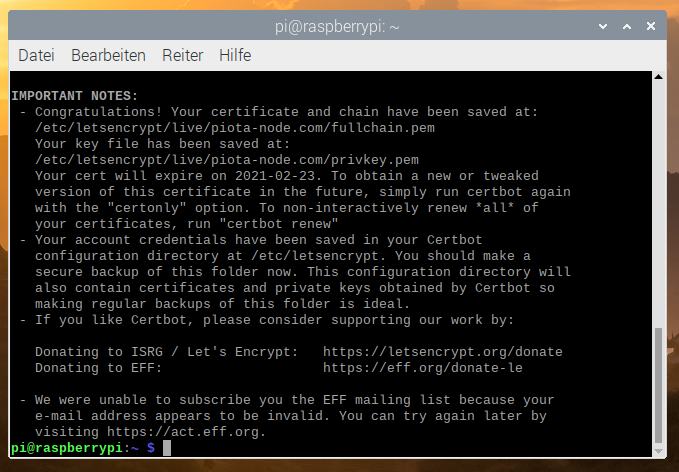 pi@raspberrypi: ~
Datei Bearbeiten Reiter Hilfe
IMPORTANT NOTES:
- Congratulations! Your certificate and chain have been saved at:
/etc/letsencrypt/live/piota-node.com/fullchain.pem
Your key file has been saved at:
/etc/letsencrypt/live/piota-node.com/privkey.pem
Your cert will expire on 2021-02-23. To obtain a new or tweaked
version of this certificate in the future, simply run certbot again
with the "certonly" option. To non-interactively renew *all* of
your certificates, run "certbot renew"
- Your account credentials have been saved in your Certbot
configuration directory at /etc/letsencrypt. You should make a
secure backup of this folder now. This configuration directory will
also contain certificates and private keys obtained by Certbot so
making regular backups of this folder is ideal.
- If you like Certbot, please consider supporting our work by:
Donating to ISRG / Let's Encrypt: https://letsencrypt.org/donate
Donating to EFF: https://eff.org/donate-le
- We were unable to subscribe you the EFF mailing list because your
e-mail address appears to be invalid. You can try again later by
visiting https://act.eff.org.
pi@raspberrypi:~ $